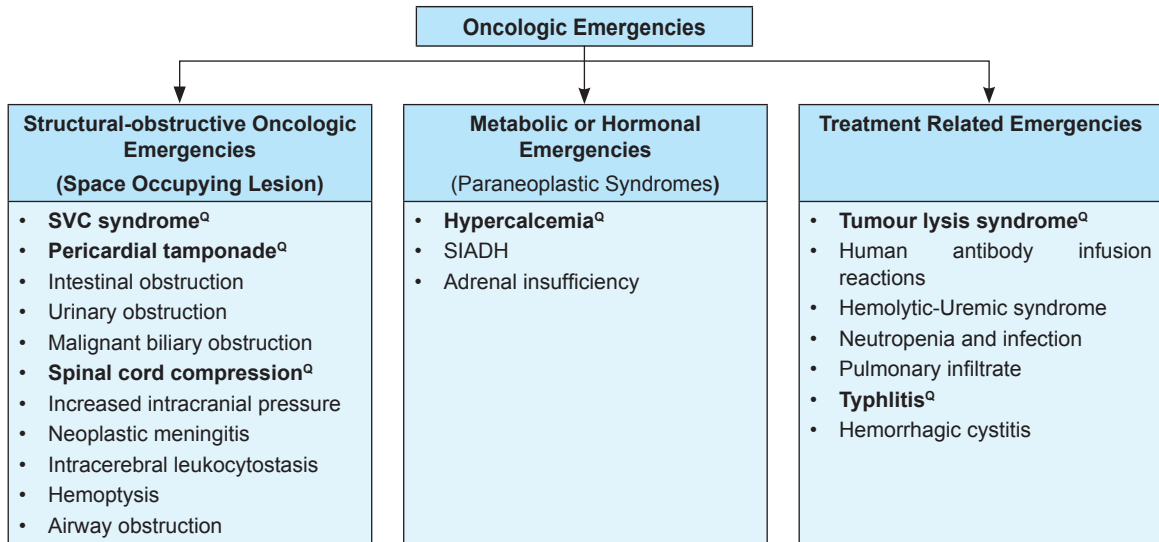 Oncologic Emergencies
Structural-obstructive Oncologic
Emergencies
(Space Occupying Lesion)
• SVC syndromeQ
• Pericardial tamponadeQ
• Intestinal obstruction
• Urinary obstruction
• Malignant biliary obstruction
• Spinal cord compressionQ
• Increased intracranial pressure
• Neoplastic meningitis
• Intracerebral leukocytostasis
• Hemoptysis
• Airway obstruction
Metabolic or Hormonal
Emergencies
(Paraneoplastic Syndromes)
• HypercalcemiaQ
• SIADH
• Adrenal insufficiency
Treatment Related Emergencies
• Tumour lysis syndromeQ
• Human antibody infusion
reactions
• Hemolytic-Uremic syndrome
• Neutropenia and infection
• Pulmonary infiltrate
• TyphlitisQ
• Hemorrhagic cystitis